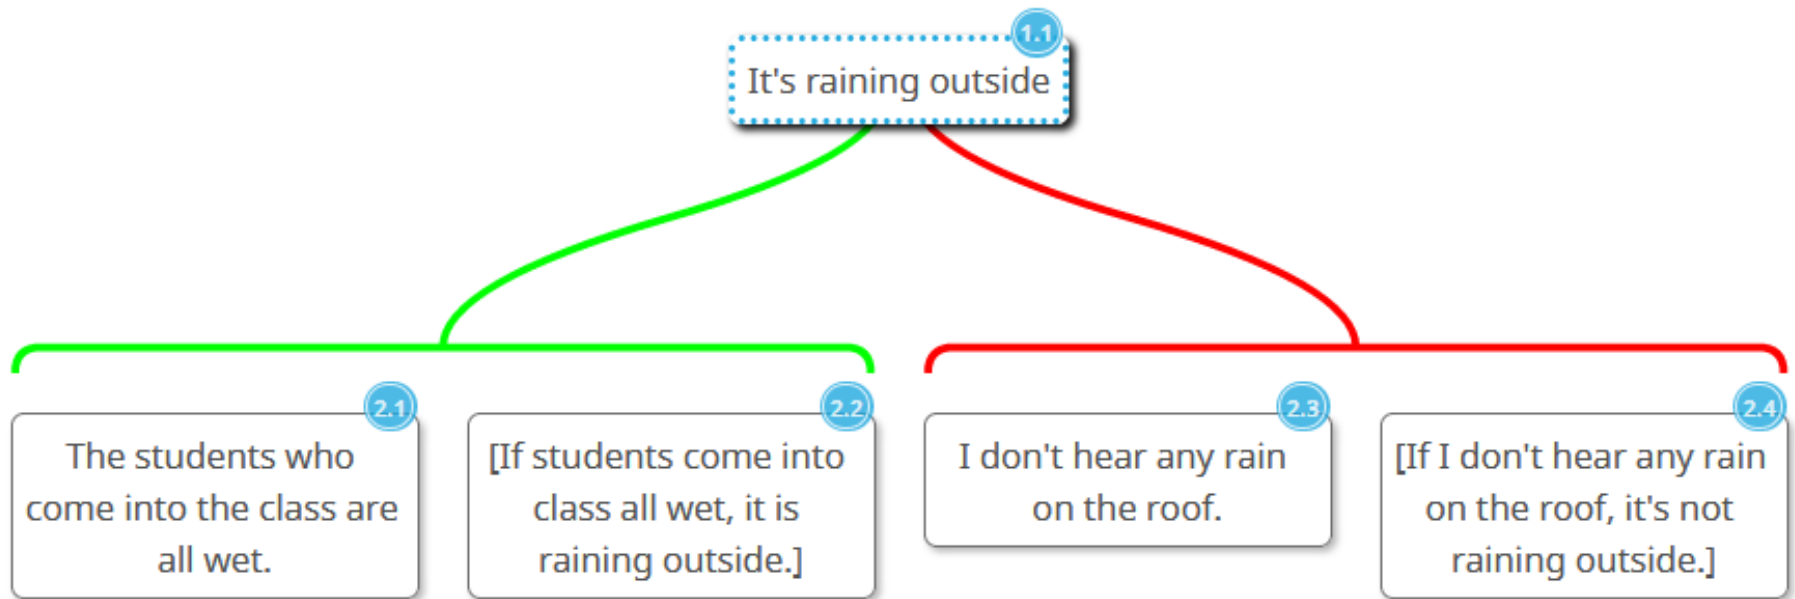 1.1
It's raining outside
2.1
The students who
come into the class are
all wet.
2.2
[If students come into
class all wet, it is
raining outside.]
2.3
I don't hear any rain
on the roof.
2.4
[If I don't hear any rain
on the roof, it's not
raining outside.]